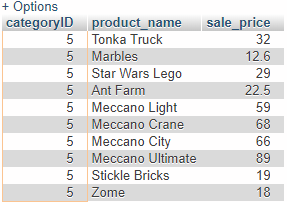 + Options
categoryID product_name sale_price
5 Tonka Truck 32
5 Marbles 12.6
5 Star Wars Lego 29
5 Ant Farm 22.5
5 Meccano Light 59
5 Meccano Crane 68
5 Meccano City 66
5 Meccano Ultimate 89
5 Stickle Bricks 19
5 Zome 18